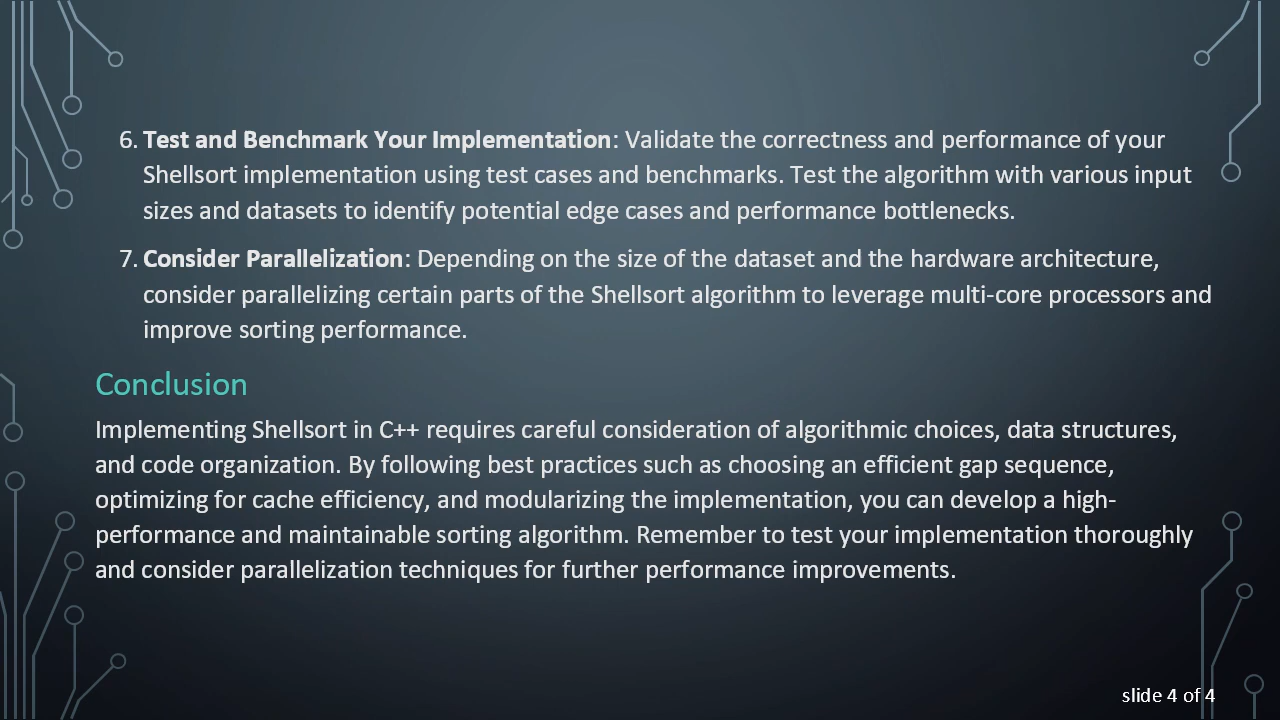 6. Test and Benchmark Your Implementation: Validate the correctness and performance of your
Shellsort implementation using test cases and benchmarks. Test the algorithm with various input
sizes and datasets to identify potential edge cases and performance bottlenecks.
7. Consider Parallelization: Depending on the size of the dataset and the hardware architecture,
consider parallelizing certain parts of the Shellsort algorithm to leverage multi-core processors and
improve sorting performance.
Conclusion
Implementing Shellsort in C++ requires careful consideration of algorithmic choices, data structures,
and code organization. By following best practices such as choosing an efficient gap sequence,
optimizing for cache efficiency, and modularizing the implementation, you can develop a high-
performance and maintainable sorting algorithm. Remember to test your implementation thoroughly
and consider parallelization techniques for further performance improvements.
slide 4 of 4